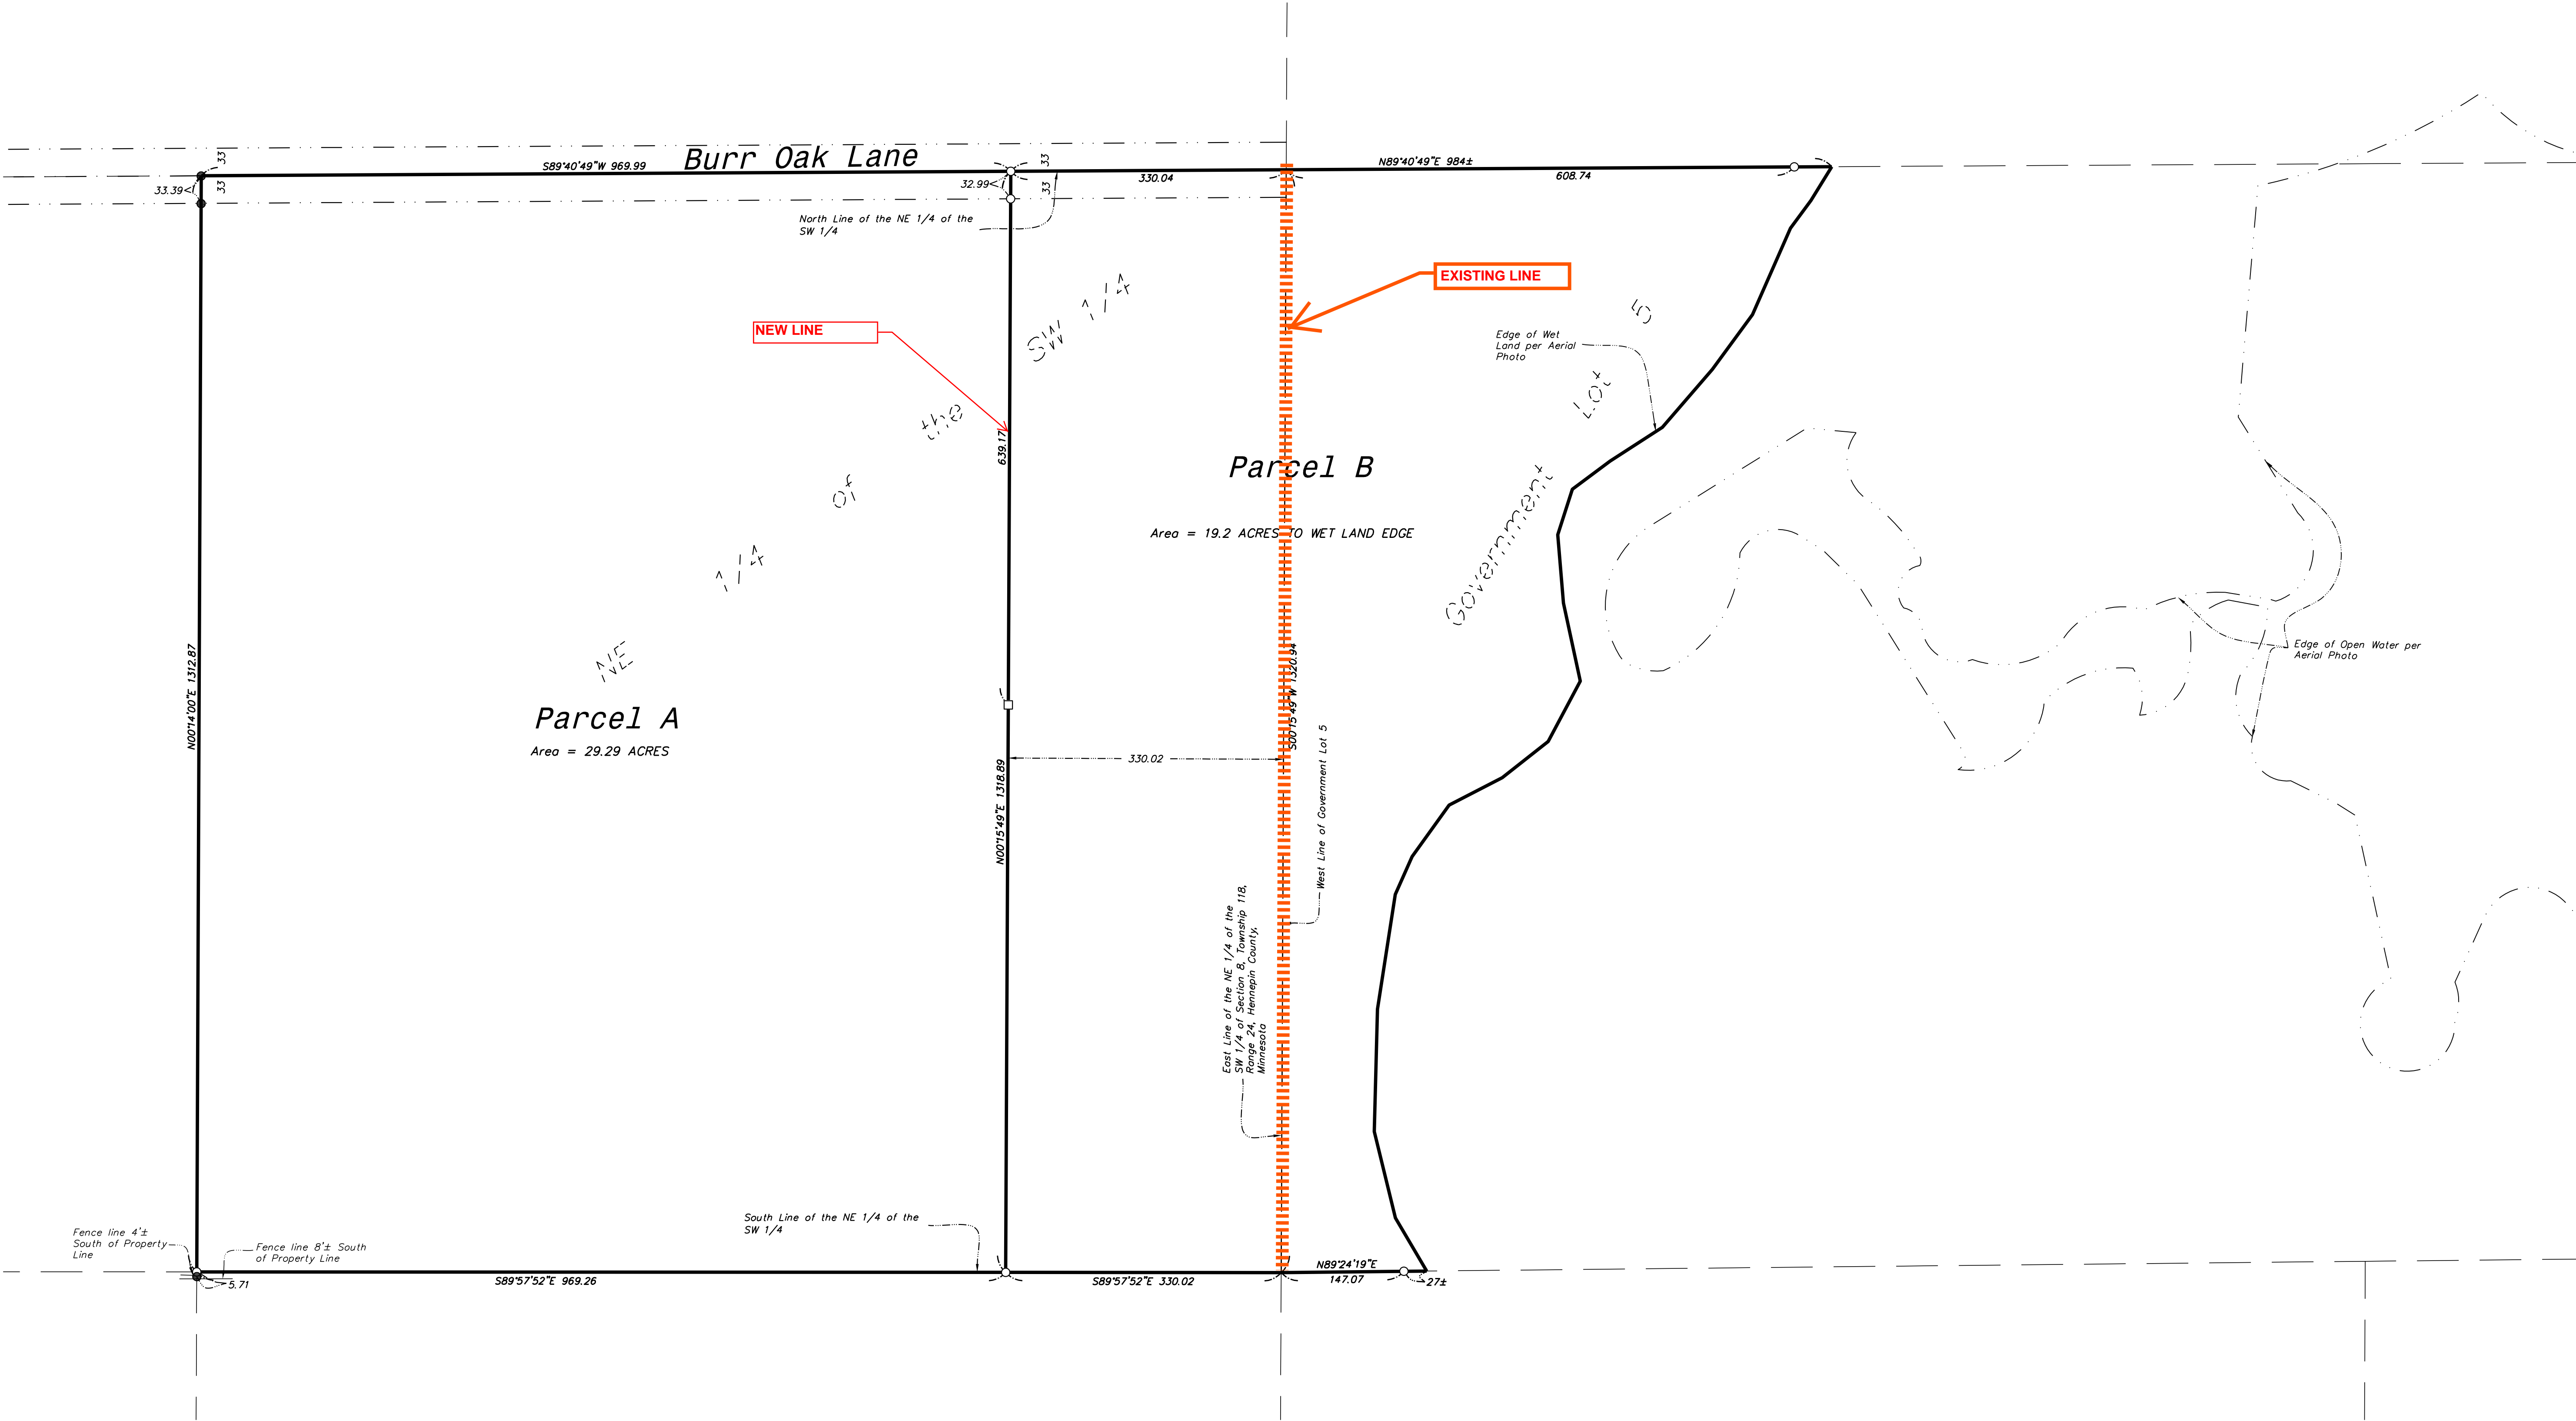 Burr Oak Lane
S89°40'49"W 969.99
N89°40'49"E 984±
33
33
33
33
33.39
32.99
330.04
608.74
North Line of the NE 1/4 of the
SW 1/4
EXISTING LINE
NEW LINE
NE 1/4 of the SW 1/4
Government Lot 5
Edge of Wet
Land per Aerial
Photo
639.17
Parcel B
Area = 19.2 ACRES TO WET LAND EDGE
N00°14'00"E 1312.87
S00°15'49"W 1320.94
Edge of Open Water per
Aerial Photo
Parcel A
Area = 29.29 ACRES
330.02
N00°15'49"E 1318.89
West Line of Government Lot 5
East Line of the NE 1/4 of the
SW 1/4 of Section 8, Township 118,
Range 24, Hennepin County,
Minnesota
South Line of the NE 1/4 of the
SW 1/4
Fence line 4'±
South of Property
Line
Fence line 8'± South
of Property Line
5.71
S89°57'52"E 969.26
S89°57'52"E 330.02
N89°24'19"E
147.07
27±